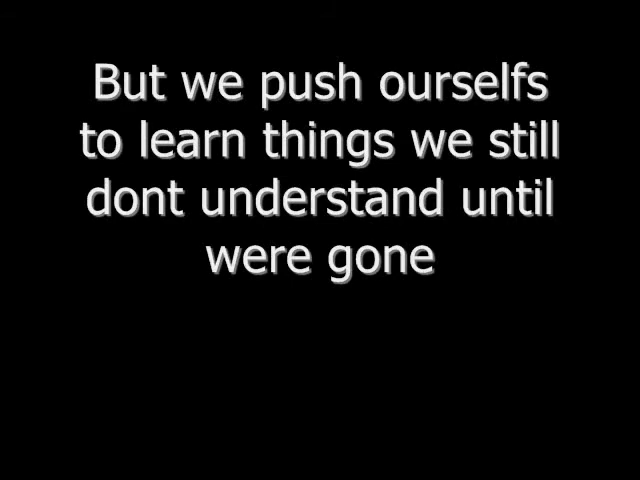 But we push ourselfs
to learn things we still
dont understand until
were gone